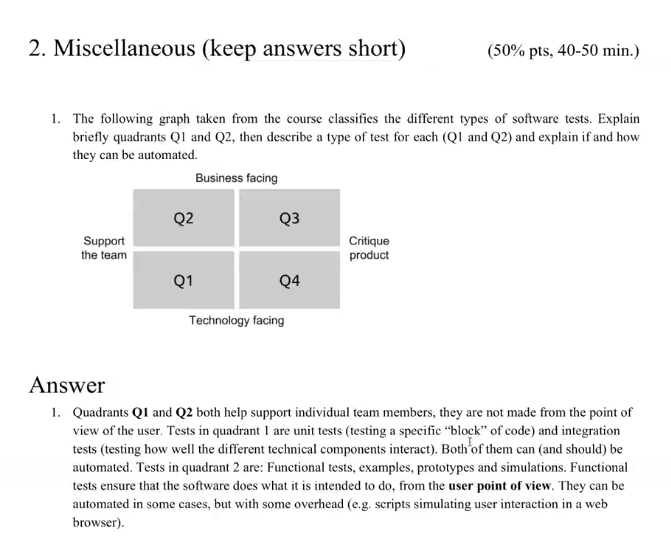 2. Miscellaneous (keep answers short) (50% pts, 40-50 min.)
1. The following graph taken from the course classifies the different types of software tests. Explain
briefly quadrants Q1 and Q2, then describe a type of test for each (Q1 and Q2) and explain if and how
they can be automated.
Business facing
Q2 Q3
Support
the team
Critique
product
Q1 Q4
Technology facing
Answer
1. Quadrants Q1 and Q2 both help support individual team members, they are not made from the point of
view of the user. Tests in quadrant 1 are unit tests (testing a specific “block” of code) and integration
tests (testing how well the different technical components interact). Both of them can (and should) be
automated. Tests in quadrant 2 are: Functional tests, examples, prototypes and simulations. Functional
tests ensure that the software does what it is intended to do, from the user point of view. They can be
automated in some cases, but with some overhead (e.g. scripts simulating user interaction in a web
browser).